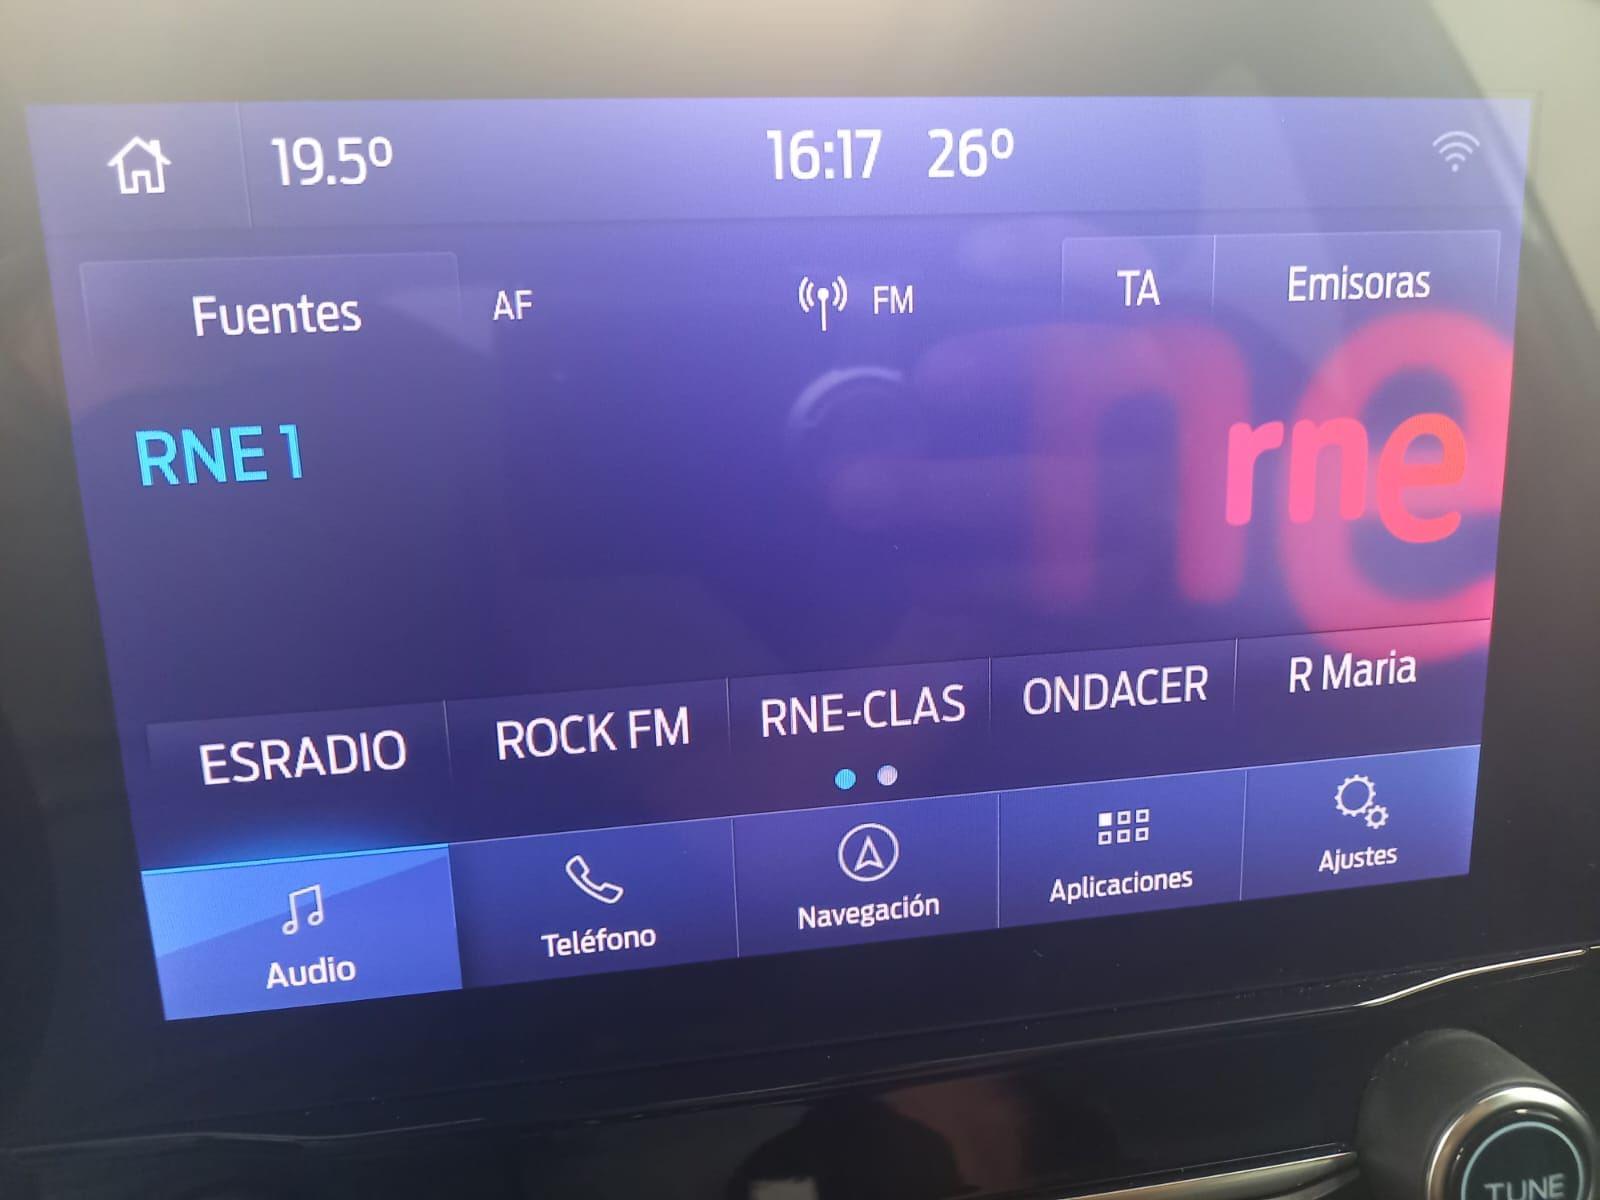 19.5º 16:17 26º
Fuentes AF FM TA Emisoras
RNE 1
rne
ne
ESRADIO ROCK FM RNE-CLAS ONDACER R Maria
Audio Teléfono Navegación Aplicaciones Ajustes
TUNE